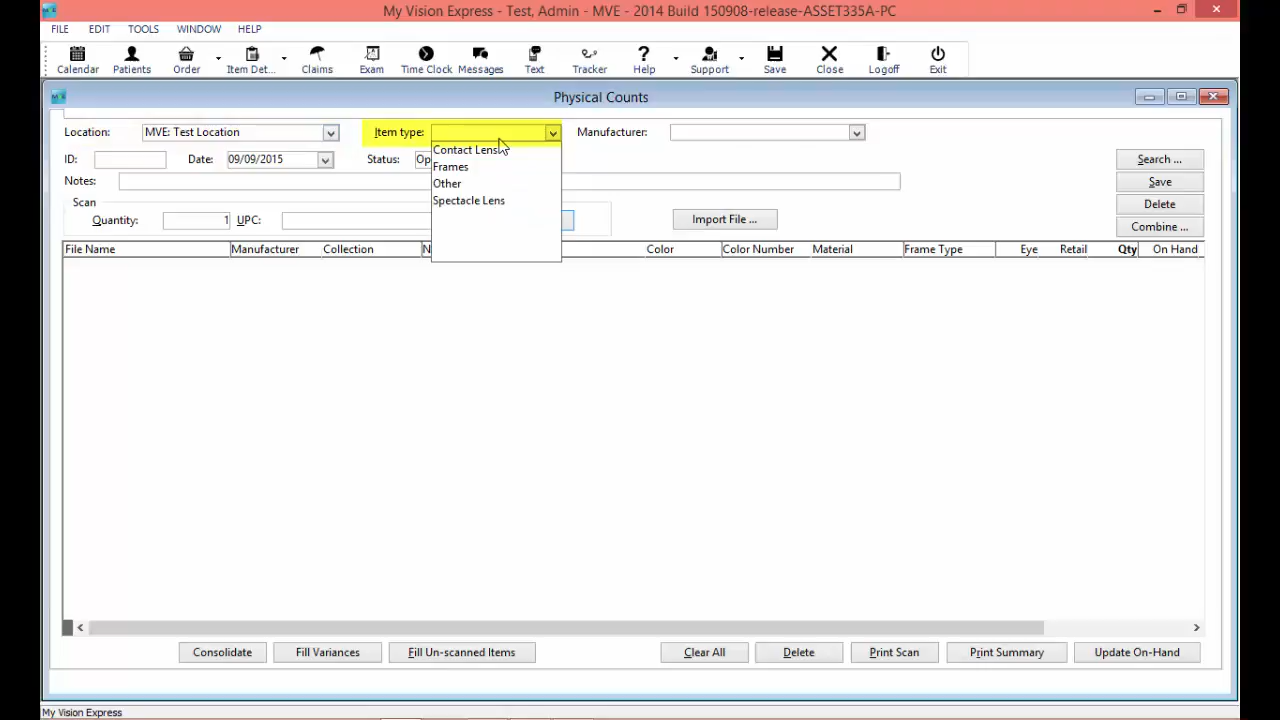 My Vision Express - Test, Admin - MVE - 2014 Build 150908-release-ASSET335A-PC
FILE EDIT TOOLS WINDOW HELP
Calendar Patients Order Item Det... Claims Exam Time Clock Messages Text Tracker Help Support Save Close Logoff Exit
Physical Counts
Location: MVE: Test Location Item type: Manufacturer:
Contact Lens
Frames
Other
Spectacle Lens
ID: Date: 09/09/2015 Status: Op Search ...
Notes: Save
Scan Delete
Quantity: 1 UPC: Import File ... Combine ...
File Name Manufacturer Collection N Color Color Number Material Frame Type Eye Retail Qty On Hand
Consolidate Fill Variances Fill Un-scanned Items Clear All Delete Print Scan Print Summary Update On-Hand
My Vision Express